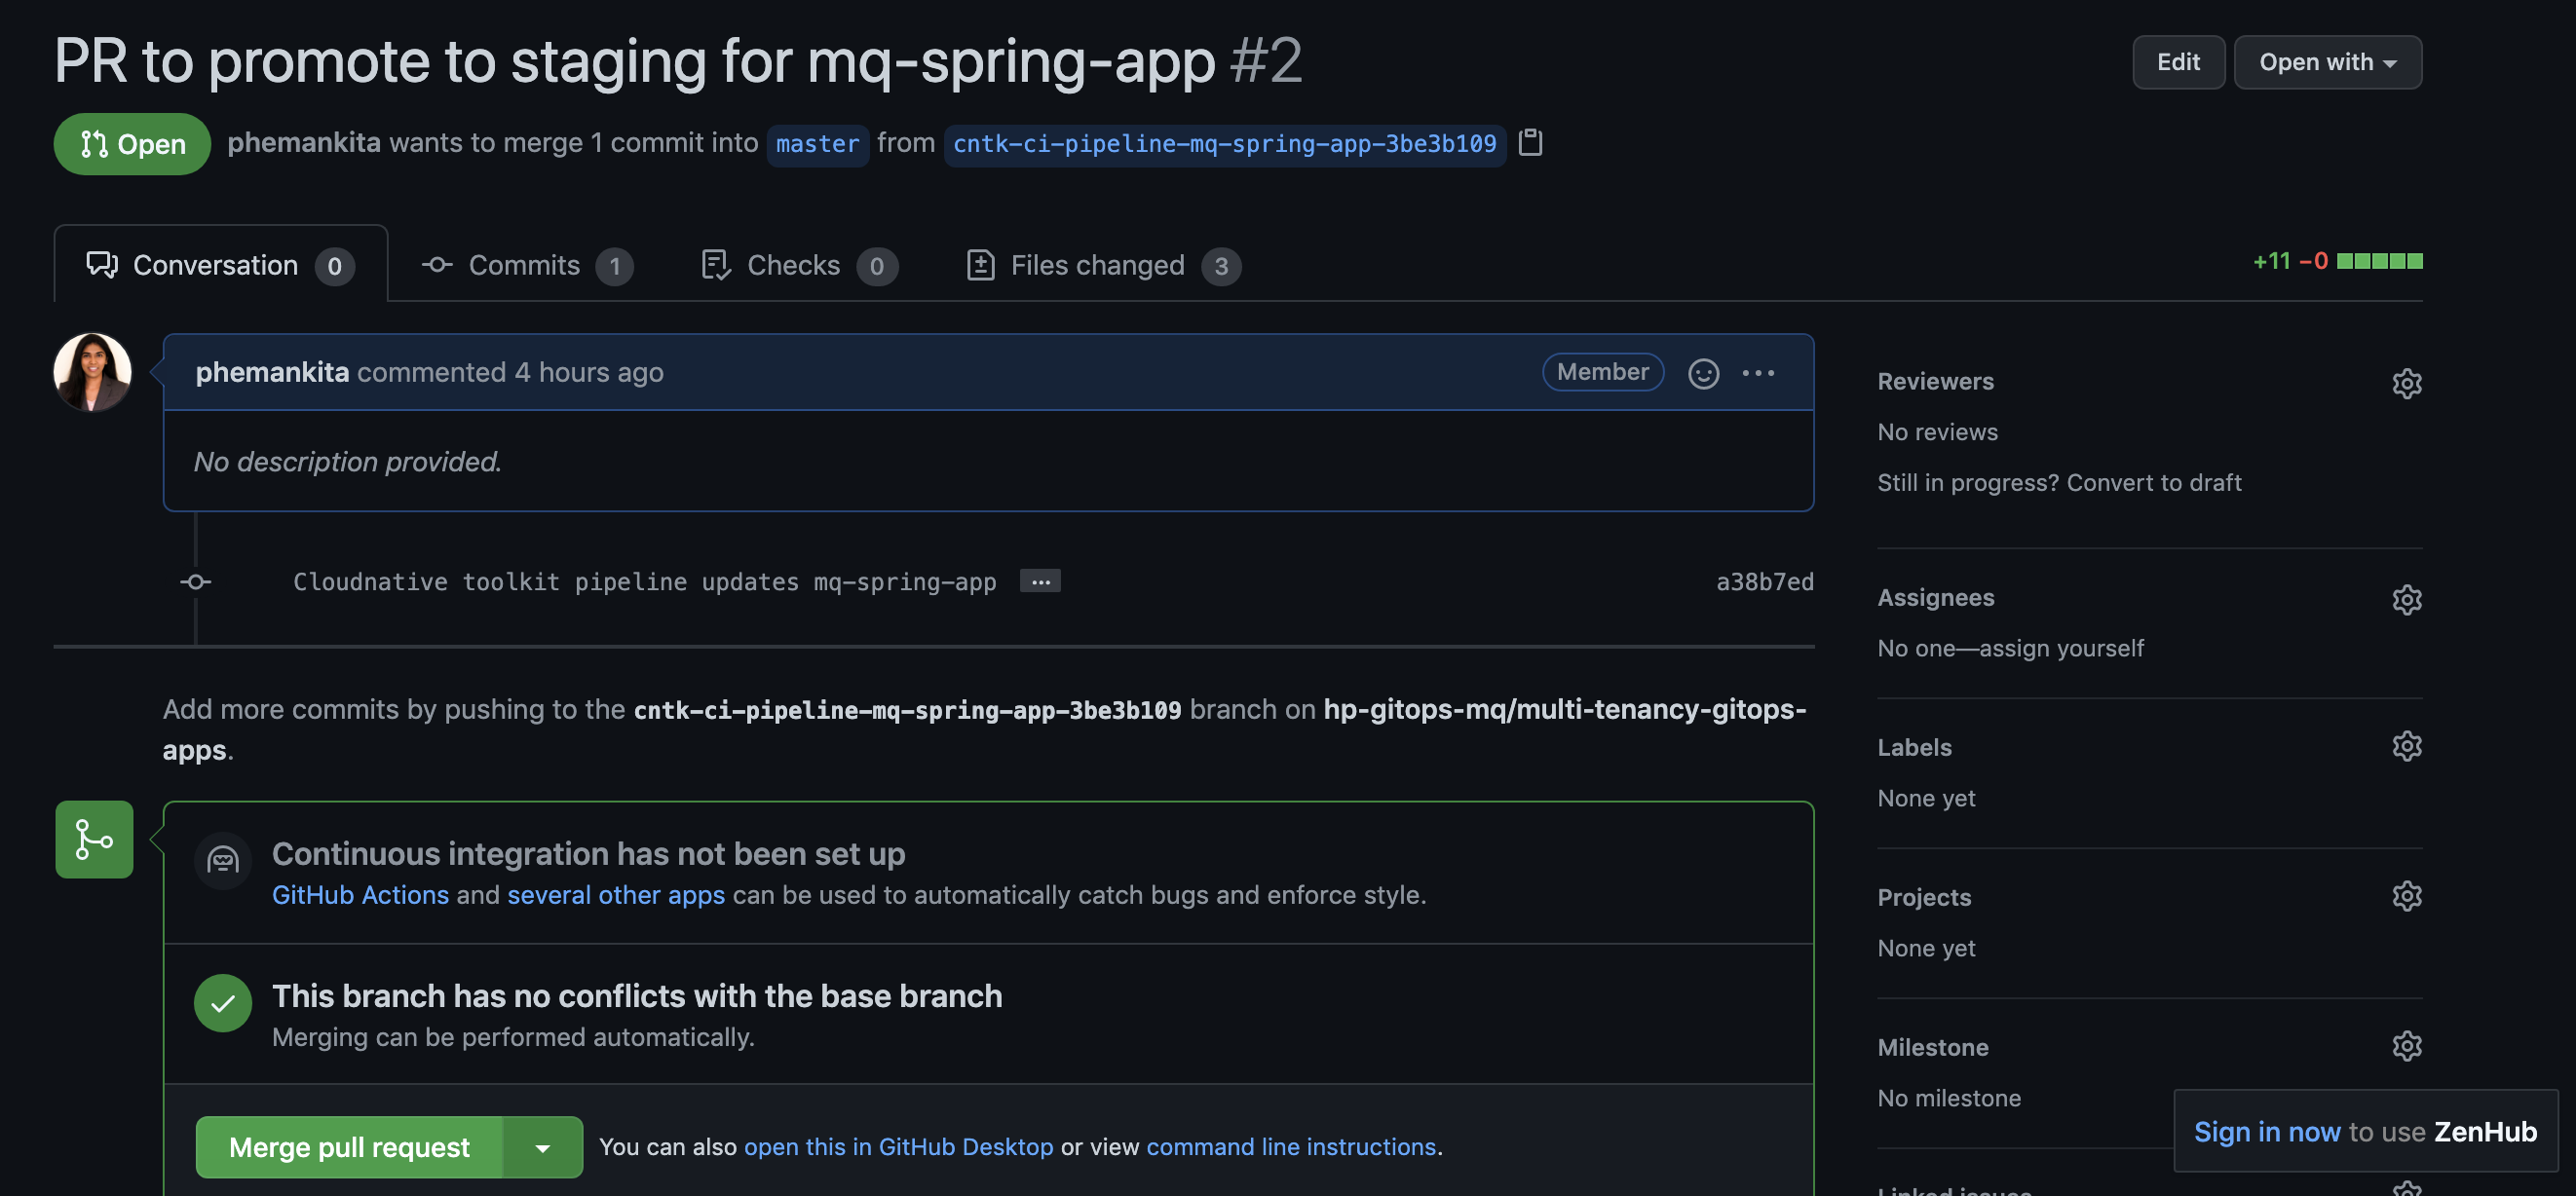 PR to promote to staging for mq-spring-app #2
Edit
Open with
Open
phemankita wants to merge 1 commit into master from cntk-ci-pipeline-mq-spring-app-3be3b109
Conversation 0
Commits 1
Checks 0
Files changed 3
+11 −0
phemankita commented 4 hours ago
Member
No description provided.
Cloudnative toolkit pipeline updates mq-spring-app …
a38b7ed
Add more commits by pushing to the cntk-ci-pipeline-mq-spring-app-3be3b109 branch on hp-gitops-mq/multi-tenancy-gitops-
apps.
Continuous integration has not been set up
GitHub Actions and several other apps can be used to automatically catch bugs and enforce style.
This branch has no conflicts with the base branch
Merging can be performed automatically.
Merge pull request
You can also open this in GitHub Desktop or view command line instructions.
Reviewers
No reviews
Still in progress? Convert to draft
Assignees
No one—assign yourself
Labels
None yet
Projects
None yet
Milestone
No milestone
Sign in now to use ZenHub
Linked issues